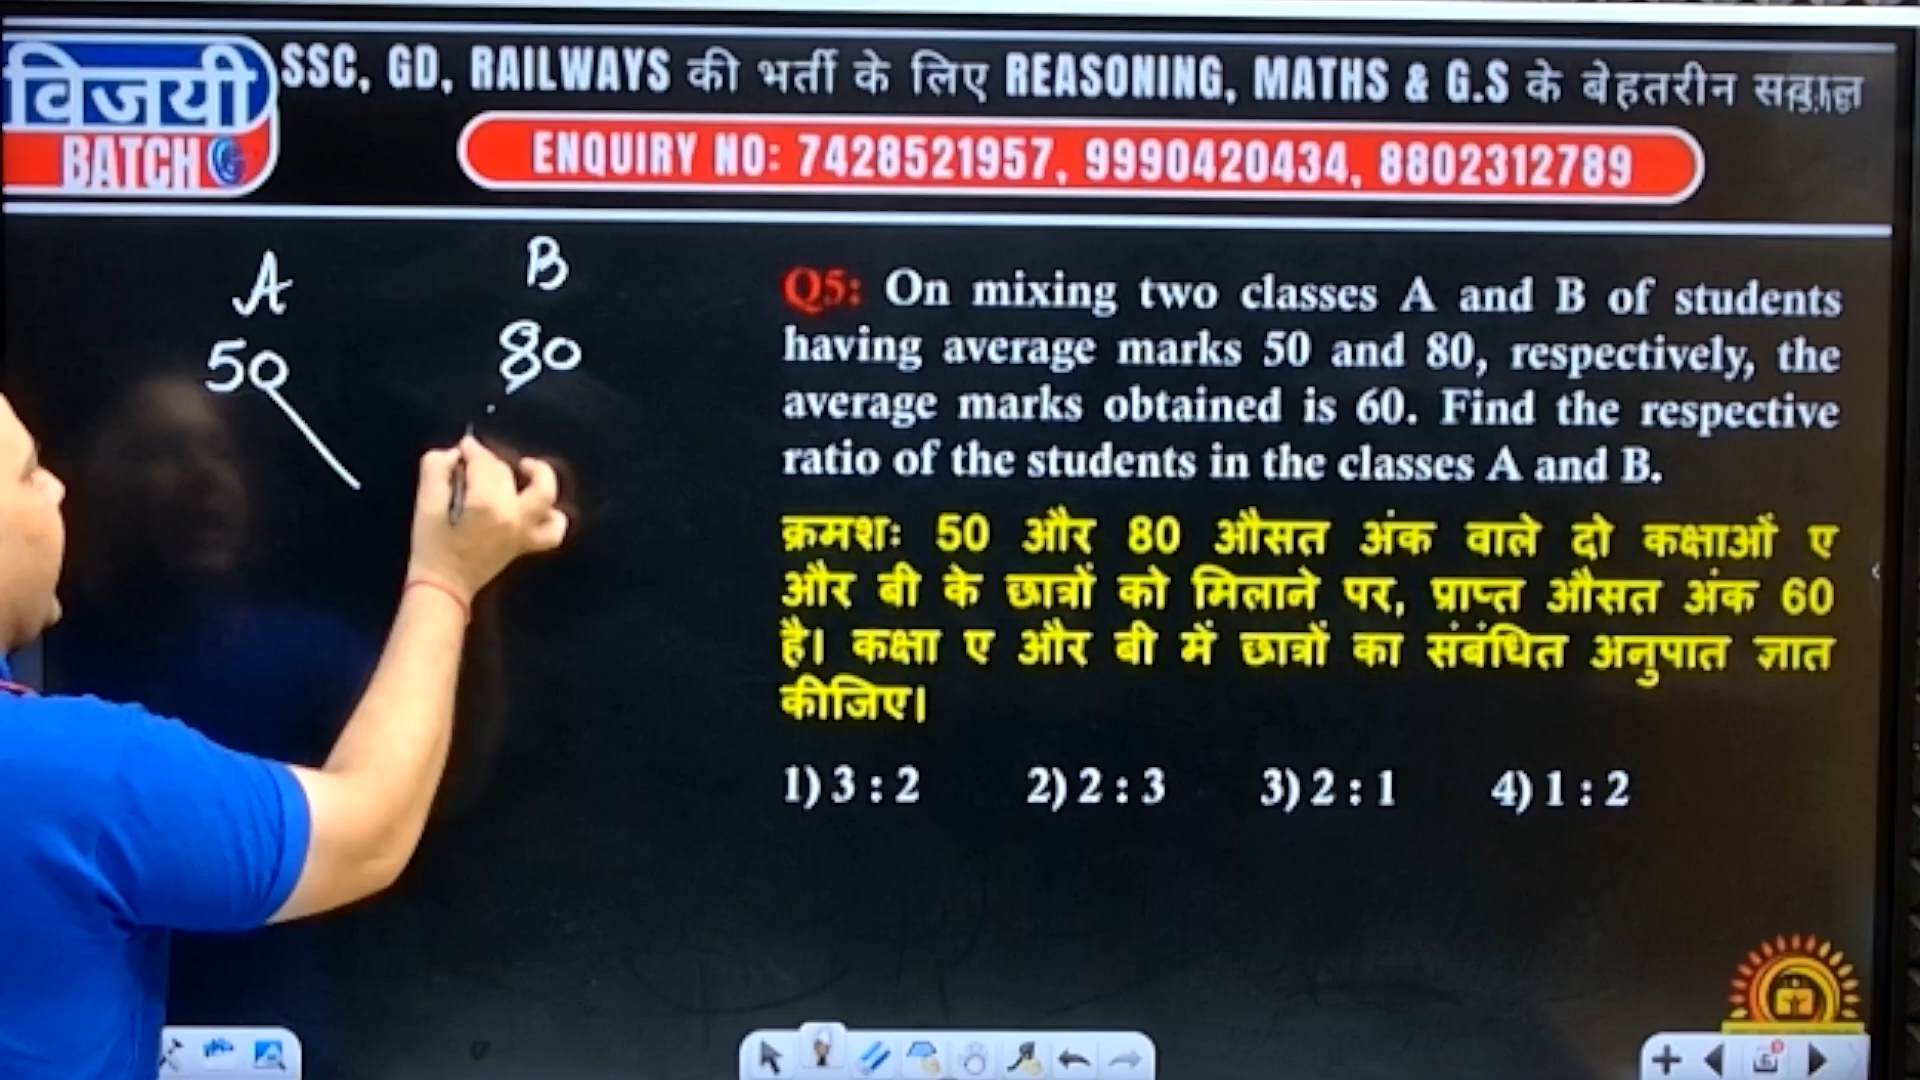 विजयी
BATCH
SSC, GD, RAILWAYS की भर्ती के लिए REASONING, MATHS & G.S के बेहतरीन
ENQUIRY NO: 7428521957, 9990420434, 8802312789
A B
50 80
Q5: On mixing two classes A and B of students
having average marks 50 and 80, respectively, the
average marks obtained is 60. Find the respective
ratio of the students in the classes A and B.
क्रमशः 50 और 80 औसत अंक वाले दो कक्षाओं ए
और बी के छात्रों को मिलाने पर, प्राप्त औसत अंक 60
है। कक्षा ए और बी में छात्रों का संबंधित अनुपात ज्ञात
कीजिए।
1) 3 : 2 2) 2 : 3 3) 2 : 1 4) 1 : 2